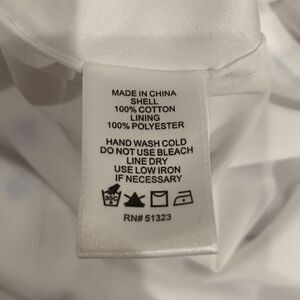 MADE IN CHINA
SHELL
100% COTTON
LINING
100% POLYESTER
HAND WASH COLD
DO NOT USE BLEACH
LINE DRY
USE LOW IRON
IF NECESSARY
RN# 51323